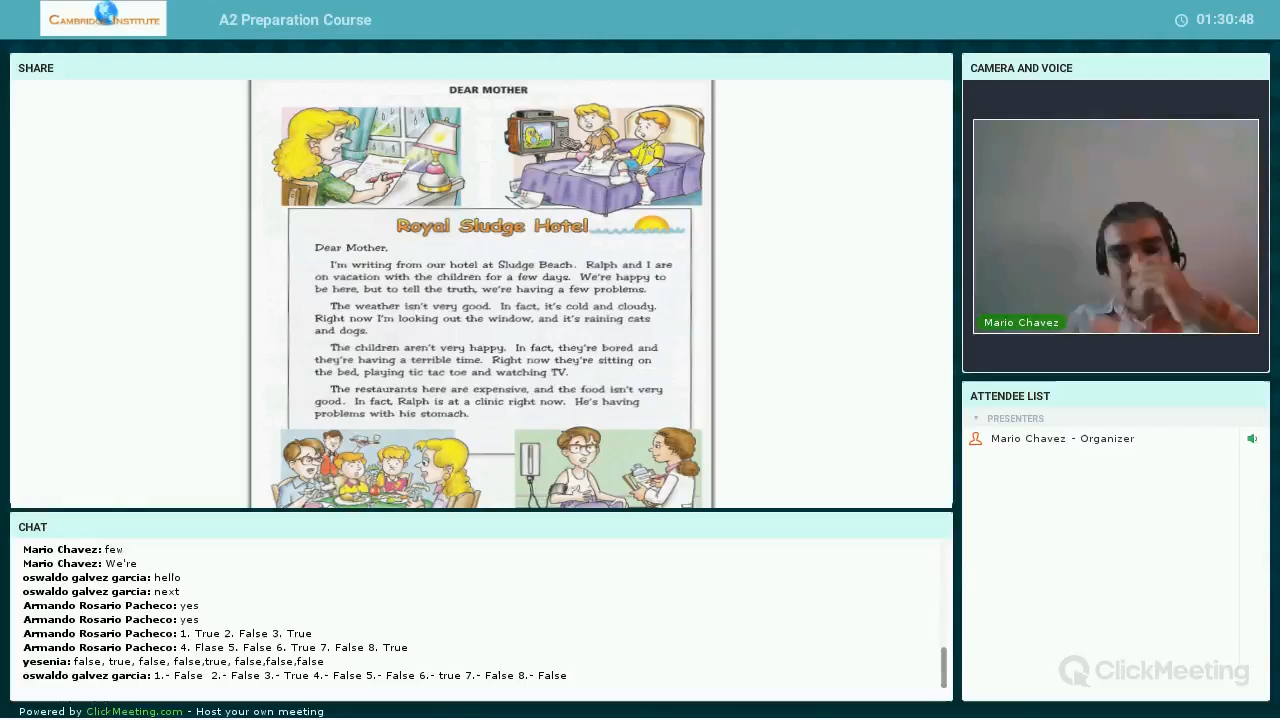 CAMBRIDGE INSTITUTE
A2 Preparation Course
01:30:48
SHARE
DEAR MOTHER
Royal Sludge Hotel
Dear Mother,
I'm writing from our hotel at Sludge Beach. Ralph and I are
on vacation with the children for a few days. We're happy to
be here, but to tell the truth, we're having a few problems.
The weather isn't very good. In fact, it's cold and cloudy.
Right now I'm looking out the window, and it's raining cats
and dogs.
The children aren't very happy. In fact, they're bored and
they're having a terrible time. Right now they're sitting on
the bed, playing tic tac toe and watching TV.
The restaurants here are expensive, and the food isn't very
good. In fact, Ralph is at a clinic right now. He's having
problems with his stomach.
CAMERA AND VOICE
Mario Chavez
ATTENDEE LIST
PRESENTERS
Mario Chavez - Organizer
CHAT
Mario Chavez: few
Mario Chavez: We're
oswaldo galvez garcia: hello
oswaldo galvez garcia: next
Armando Rosario Pacheco: yes
Armando Rosario Pacheco: yes
Armando Rosario Pacheco: 1. True 2. False 3. True
Armando Rosario Pacheco: 4. Flase 5. False 6. True 7. False 8. True
yesenia: false, true, false, false,true, false,false,false
oswaldo galvez garcia: 1.- False 2.- False 3.- True 4.- False 5.- False 6.- true 7.- False 8.- False
ClickMeeting
Powered by ClickMeeting.com - Host your own meeting